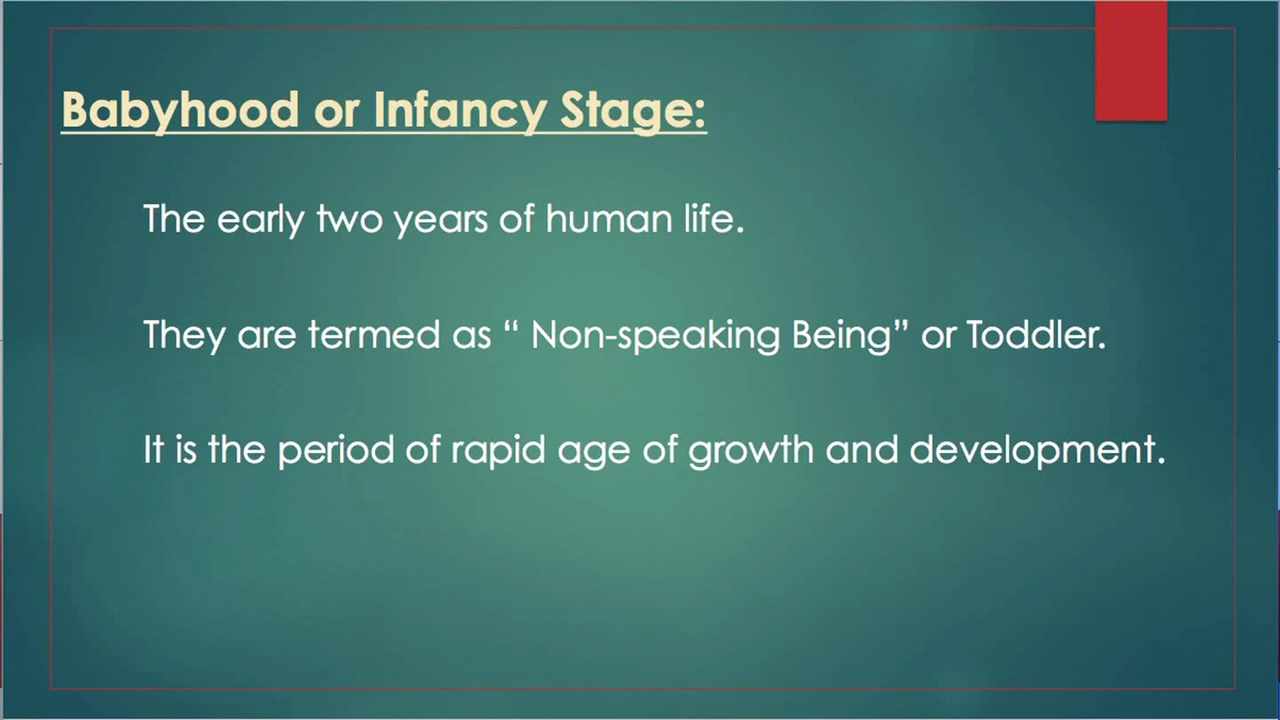 Babyhood or Infancy Stage:
The early two years of human life.
They are termed as “ Non-speaking Being” or Toddler.
It is the period of rapid age of growth and development.